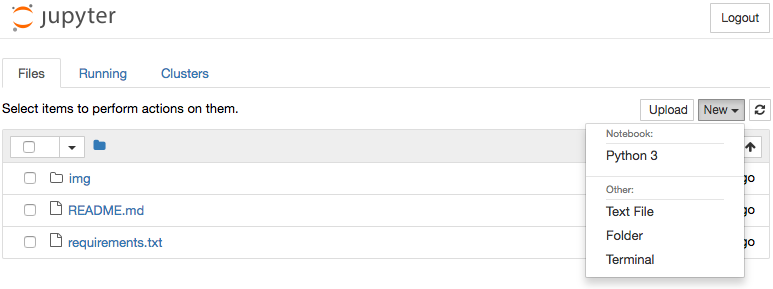 jupyter
Logout
Files Running Clusters
Select items to perform actions on them.
Upload New
Notebook:
Python 3
img
go
Other:
README.md
Text File
go
Folder
requirements.txt
go
Terminal